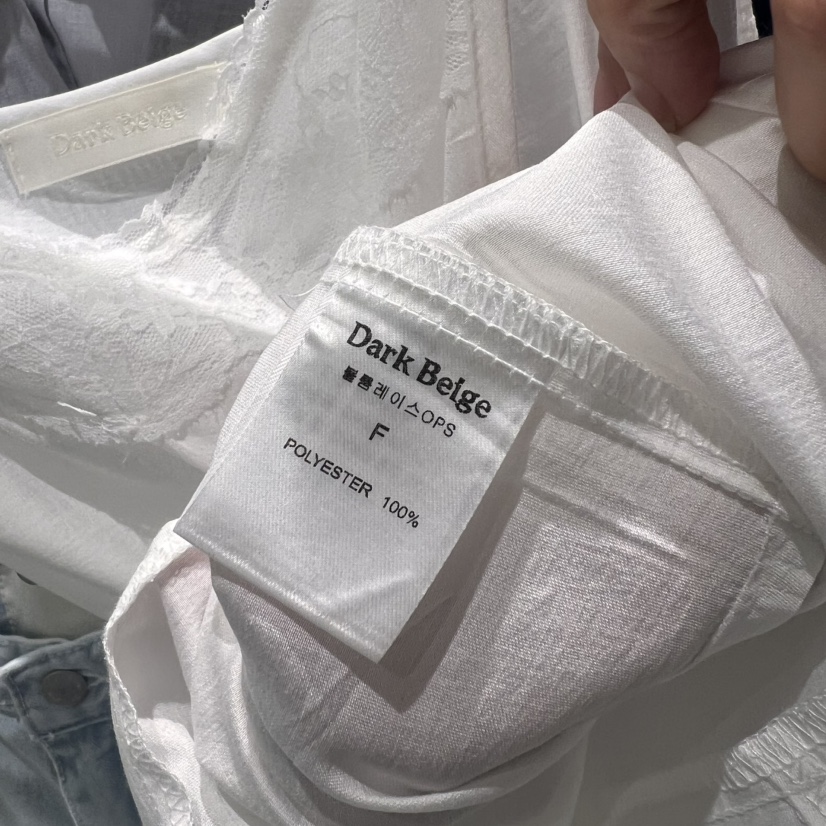 Dark Beige
Dark Beige
볼륨레이스OPS
F
POLYESTER 100%